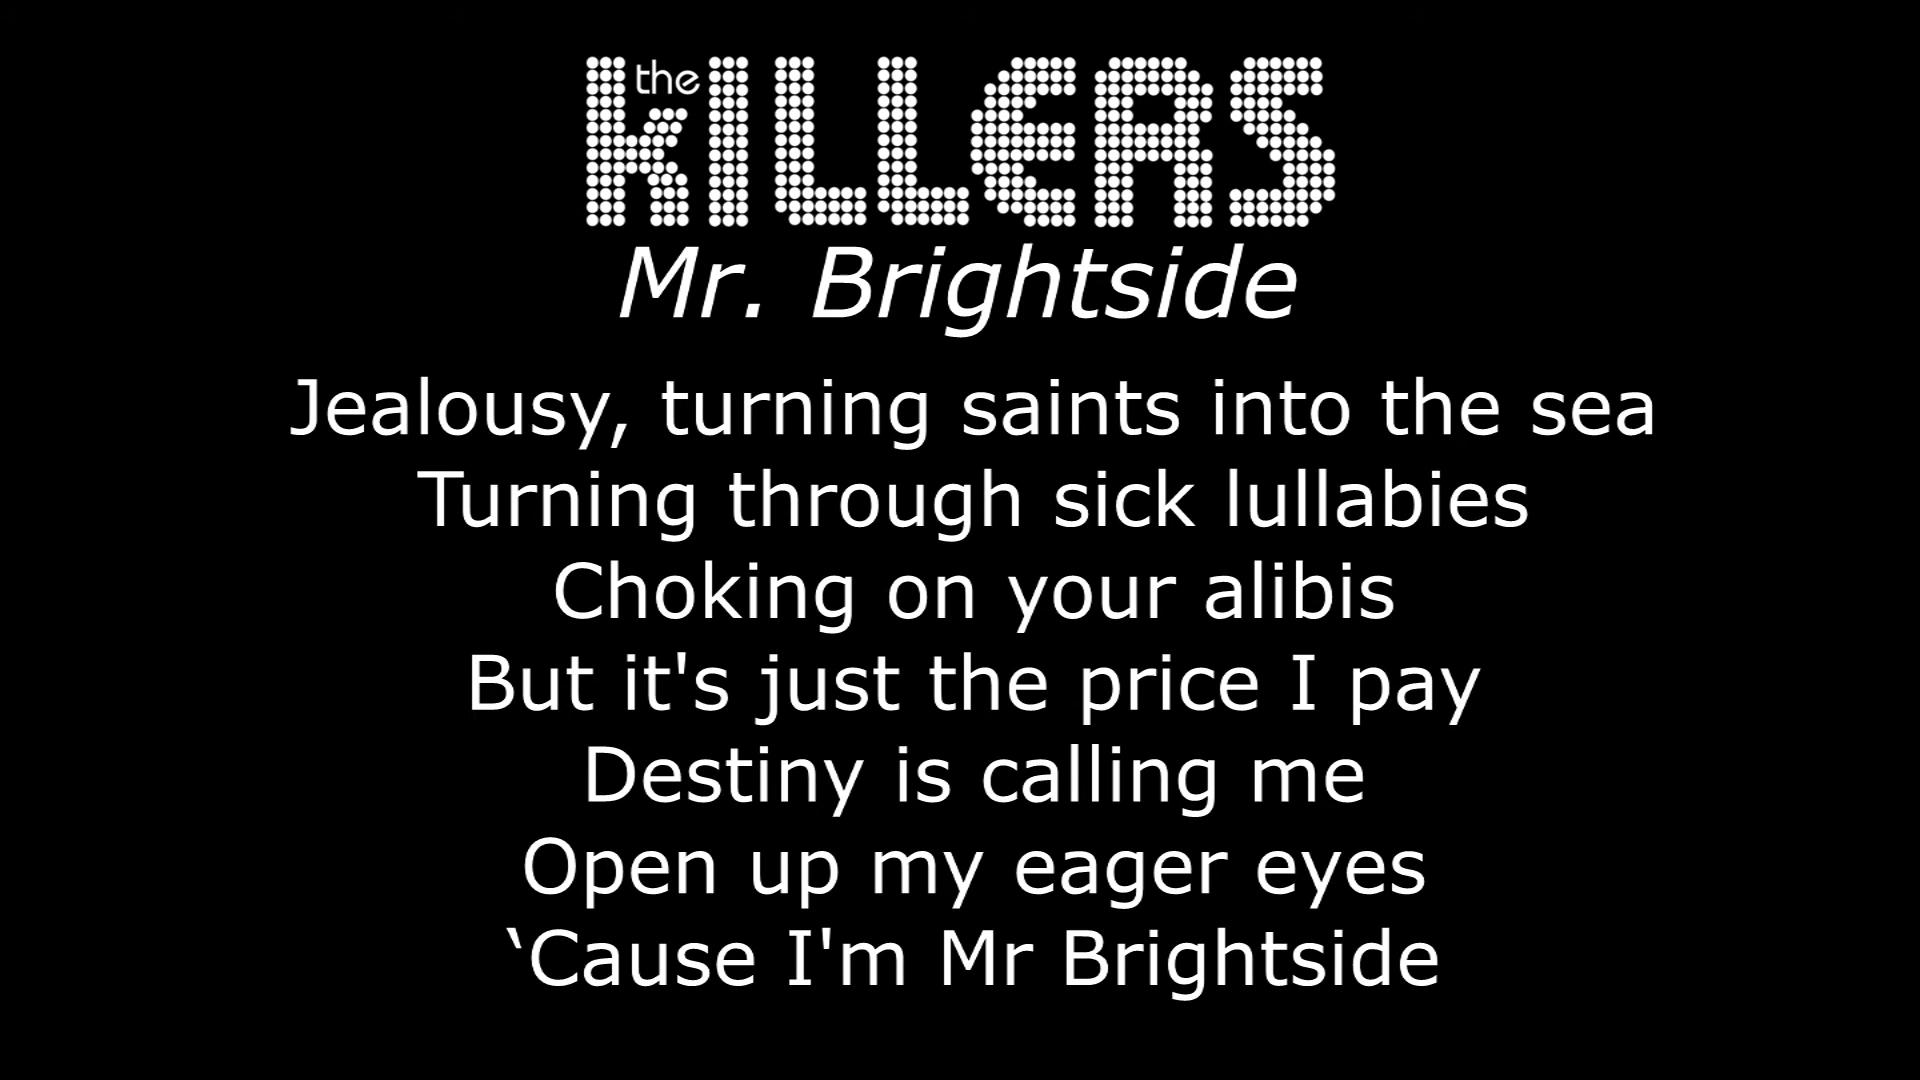 the KILLERS
Mr. Brightside
Jealousy, turning saints into the sea
Turning through sick lullabies
Choking on your alibis
But it's just the price I pay
Destiny is calling me
Open up my eager eyes
‘Cause I'm Mr Brightside